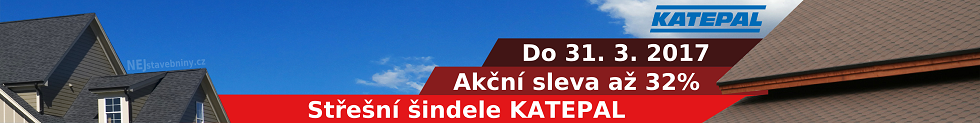 KATEPAL
NEJstavebniny.cz
Do 31. 3. 2017
Akční sleva až 32%
Střešní šindele KATEPAL